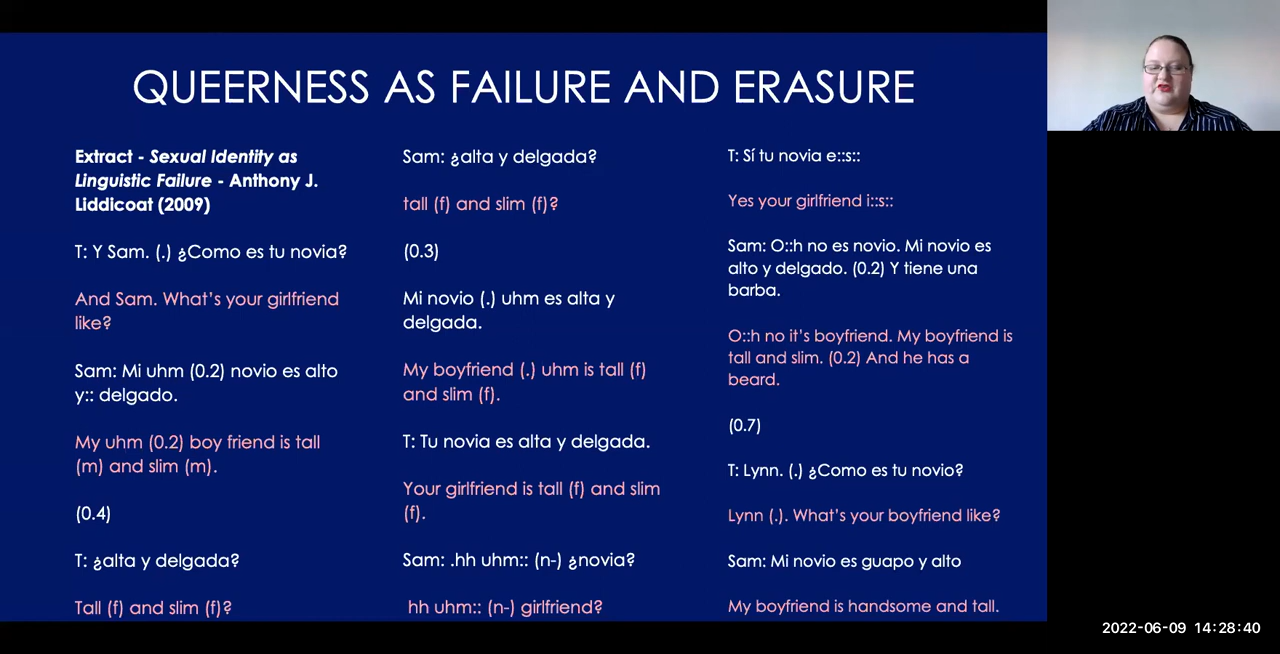 QUEERNESS AS FAILURE AND ERASURE
Extract - Sexual Identity as
Linguistic Failure - Anthony J.
Liddicoat (2009)
T: Y Sam. (.) ¿Como es tu novia?
And Sam. What's your girlfriend
like?
Sam: Mi uhm (0.2) novio es alto
y:: delgado.
My uhm (0.2) boy friend is tall
(m) and slim (m).
(0.4)
T: ¿alta y delgada?
Tall (f) and slim (f)?
Sam: ¿alta y delgada?
tall (f) and slim (f)?
(0.3)
Mi novio (.) uhm es alta y
delgada.
My boyfriend (.) uhm is tall (f)
and slim (f).
T: Tu novia es alta y delgada.
Your girlfriend is tall (f) and slim
(f).
Sam: .hh uhm:: (n-) ¿novia?
hh uhm:: (n-) girlfriend?
T: Sí tu novia e::s::
Yes your girlfriend i::s::
Sam: O::h no es novio. Mi novio es
alto y delgado. (0.2) Y tiene una
barba.
O::h no it's boyfriend. My boyfriend is
tall and slim. (0.2) And he has a
beard.
(0.7)
T: Lynn. (.) ¿Como es tu novio?
Lynn (.). What's your boyfriend like?
Sam: Mi novio es guapo y alto
My boyfriend is handsome and tall.
2022-06-09 14:28:40